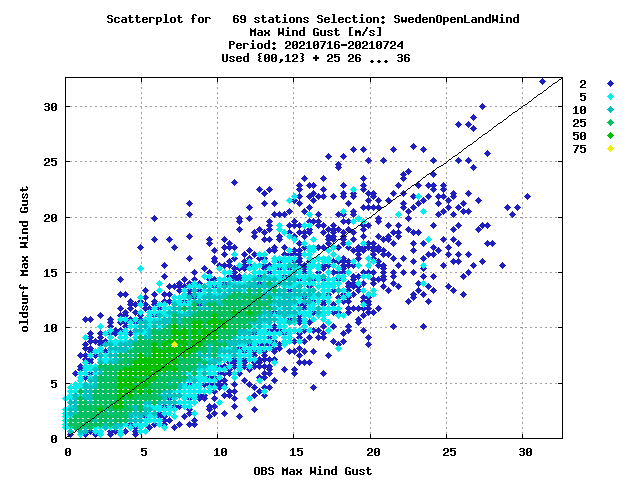 Scatterplot for   69 stations Selection: SwedenOpenLandWind
Max Wind Gust [m/s]
Period: 20210716-20210724
Used {00,12} + 25 26 ... 36
2
5
10
25
50
75
oldsurf Max Wind Gust
30
25
20
15
10
5
0
0 5 10 15 20 25 30
OBS Max Wind Gust